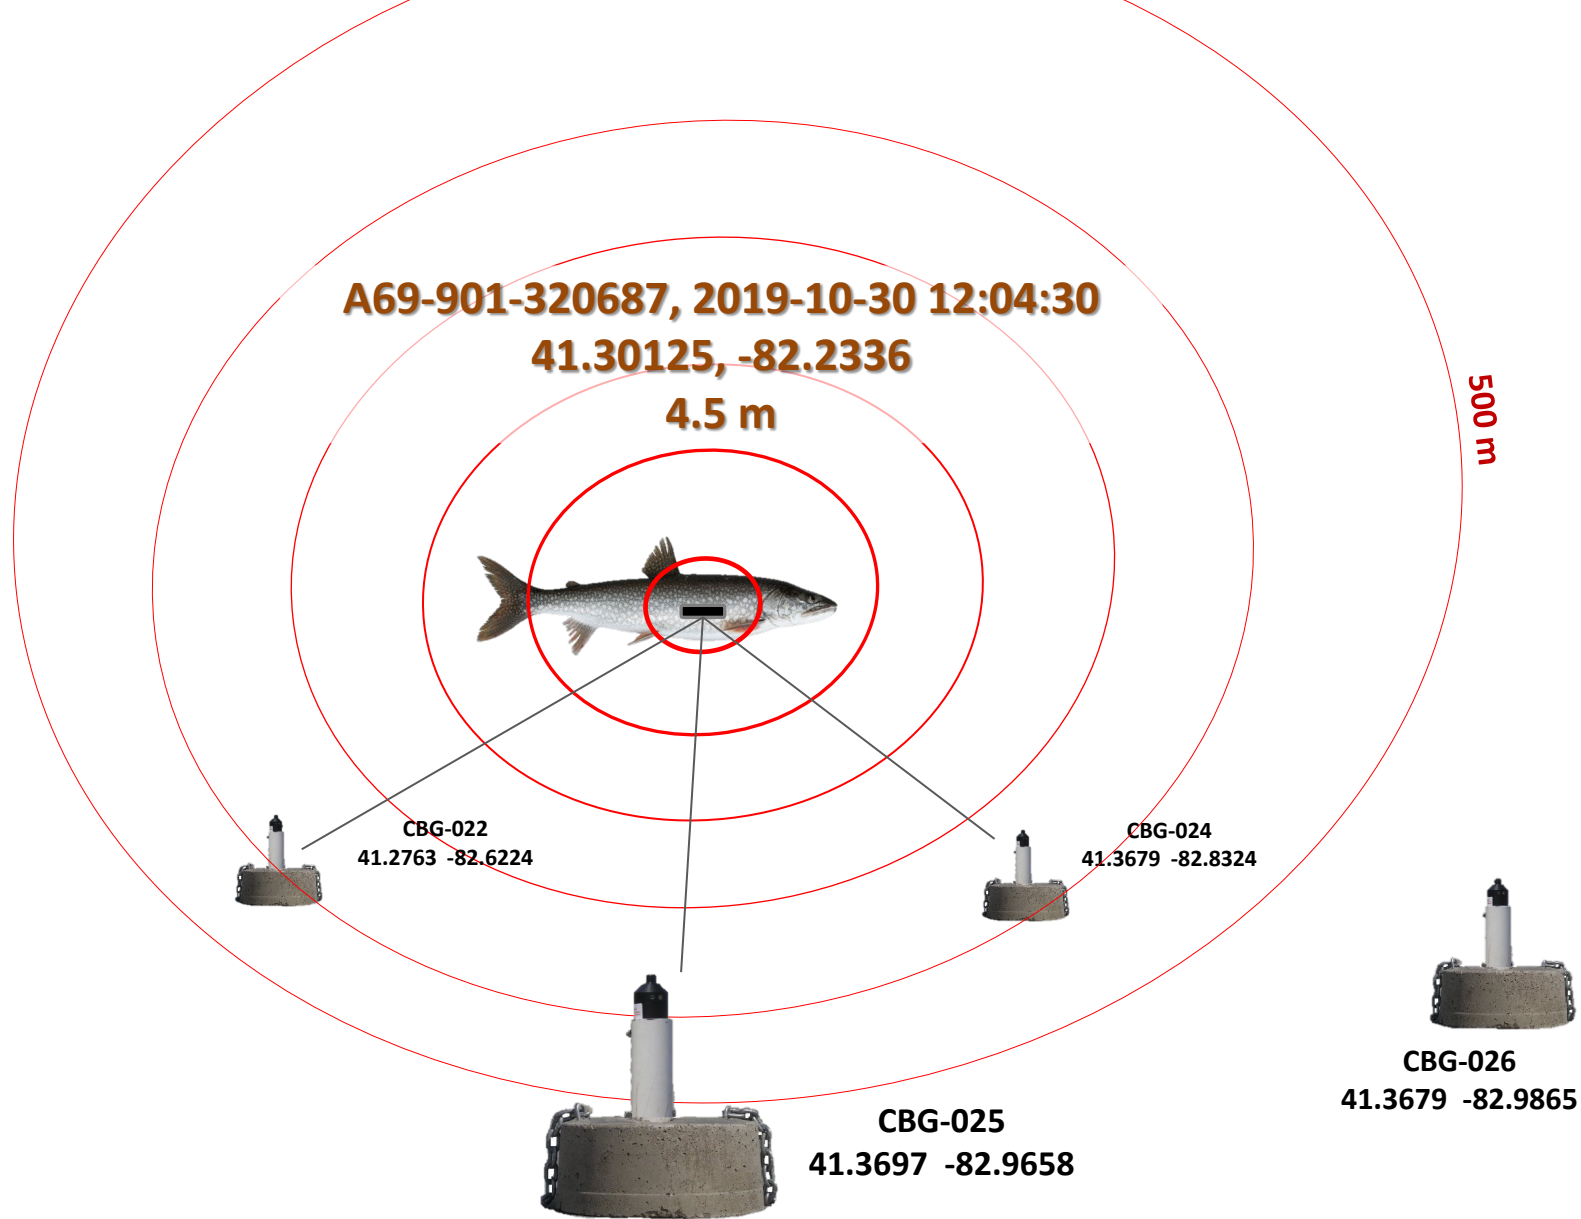 A69-901-320687, 2019-10-30 12:04:30
41.30125, -82.2336
4.5 m
500 m
CBG-022
41.2763 -82.6224
CBG-024
41.3679 -82.8324
CBG-026
41.3679 -82.9865
CBG-025
41.3697 -82.9658